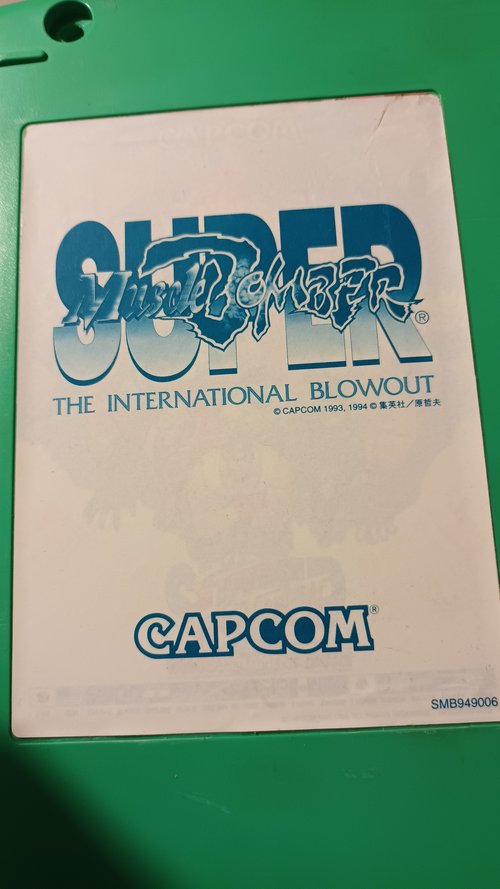 SUPER
Muscle BOMBER
®
THE INTERNATIONAL BLOWOUT
© CAPCOM 1993, 1994 © 集英社／原哲夫
CAPCOM®
SMB949006